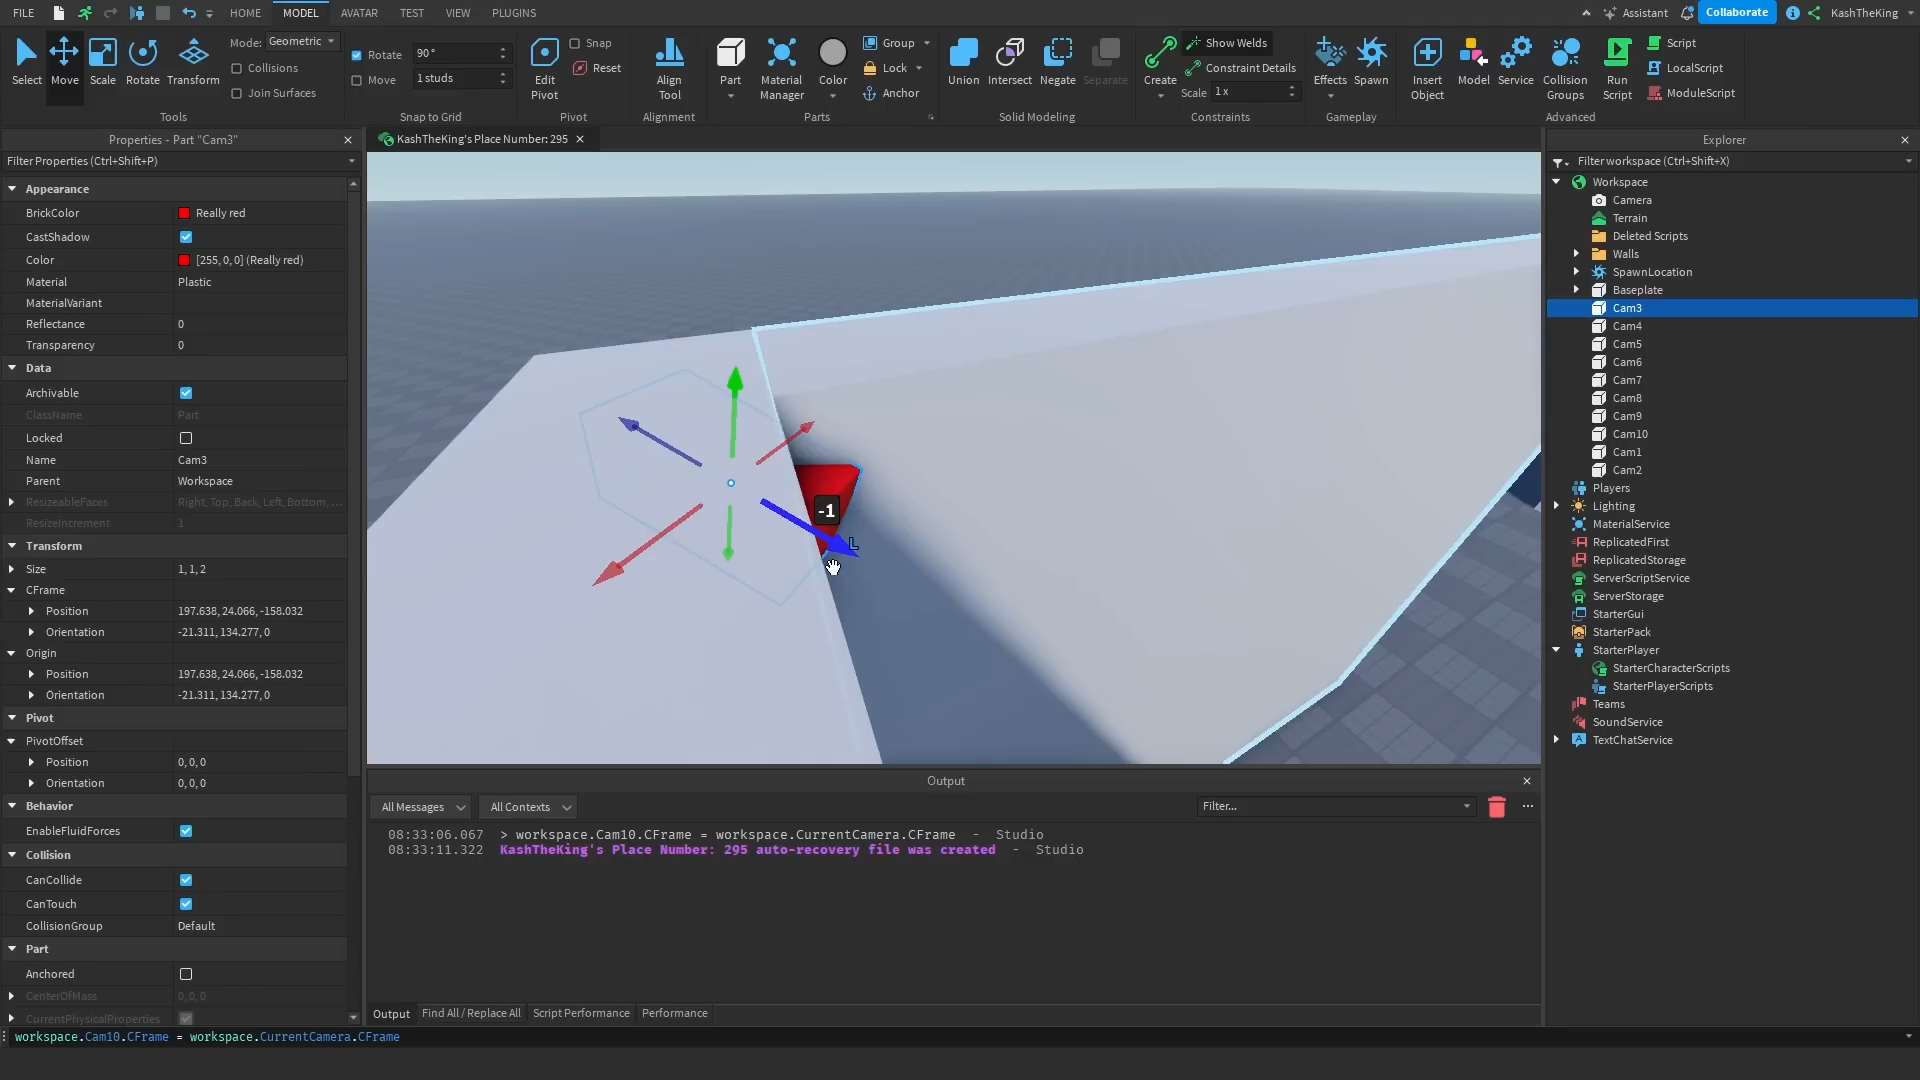 FILE HOME MODEL AVATAR TEST VIEW PLUGINS Assistant Collaborate KashTheKing
Select Move Scale Rotate Transform
Mode: Geometric
Collisions
Join Surfaces
Tools
Rotate 90°
Move 1 studs
Snap to Grid
Edit Pivot
Snap
Reset
Pivot
Align Tool
Alignment
Part
Material Manager
Color
Group
Lock
Anchor
Parts
Union Intersect Negate Separate
Solid Modeling
Create
Show Welds
Constraint Details
Scale 1 x
Constraints
Effects Spawn
Gameplay
Insert Object
Model
Service
Collision Groups
Run Script
Script
LocalScript
ModuleScript
Advanced
Properties - Part "Cam3"
Filter Properties (Ctrl+Shift+P)
Appearance
BrickColor Really red
CastShadow
Color [255, 0, 0] (Really red)
Material Plastic
MaterialVariant
Reflectance 0
Transparency 0
Data
Archivable
ClassName Part
Locked
Name Cam3
Parent Workspace
ResizeableFaces Right, Top, Back, Left, Bottom, ...
ResizeIncrement 1
Transform
Size 1, 1, 2
CFrame
Position 197.638, 24.066, -158.032
Orientation -21.311, 134.277, 0
Origin
Position 197.638, 24.066, -158.032
Orientation -21.311, 134.277, 0
Pivot
PivotOffset
Position 0, 0, 0
Orientation 0, 0, 0
Behavior
EnableFluidForces
Collision
CanCollide
CanTouch
CollisionGroup Default
Part
Anchored
CenterOfMass 0, 0, 0
CurrentPhysicalProperties
KashTheKing's Place Number: 295
-1
L
Output
All Messages All Contexts Filter...
08:33:06.067 > workspace.Cam10.CFrame = workspace.CurrentCamera.CFrame - Studio
08:33:11.322 KashTheKing's Place Number: 295 auto-recovery file was created - Studio
Output Find All / Replace All Script Performance Performance
workspace.Cam10.CFrame = workspace.CurrentCamera.CFrame
Explorer
Filter workspace (Ctrl+Shift+X)
Workspace
Camera
Terrain
Deleted Scripts
Walls
SpawnLocation
Baseplate
Cam3
Cam4
Cam5
Cam6
Cam7
Cam8
Cam9
Cam10
Cam1
Cam2
Players
Lighting
MaterialService
ReplicatedFirst
ReplicatedStorage
ServerScriptService
ServerStorage
StarterGui
StarterPack
StarterPlayer
StarterCharacterScripts
StarterPlayerScripts
Teams
SoundService
TextChatService